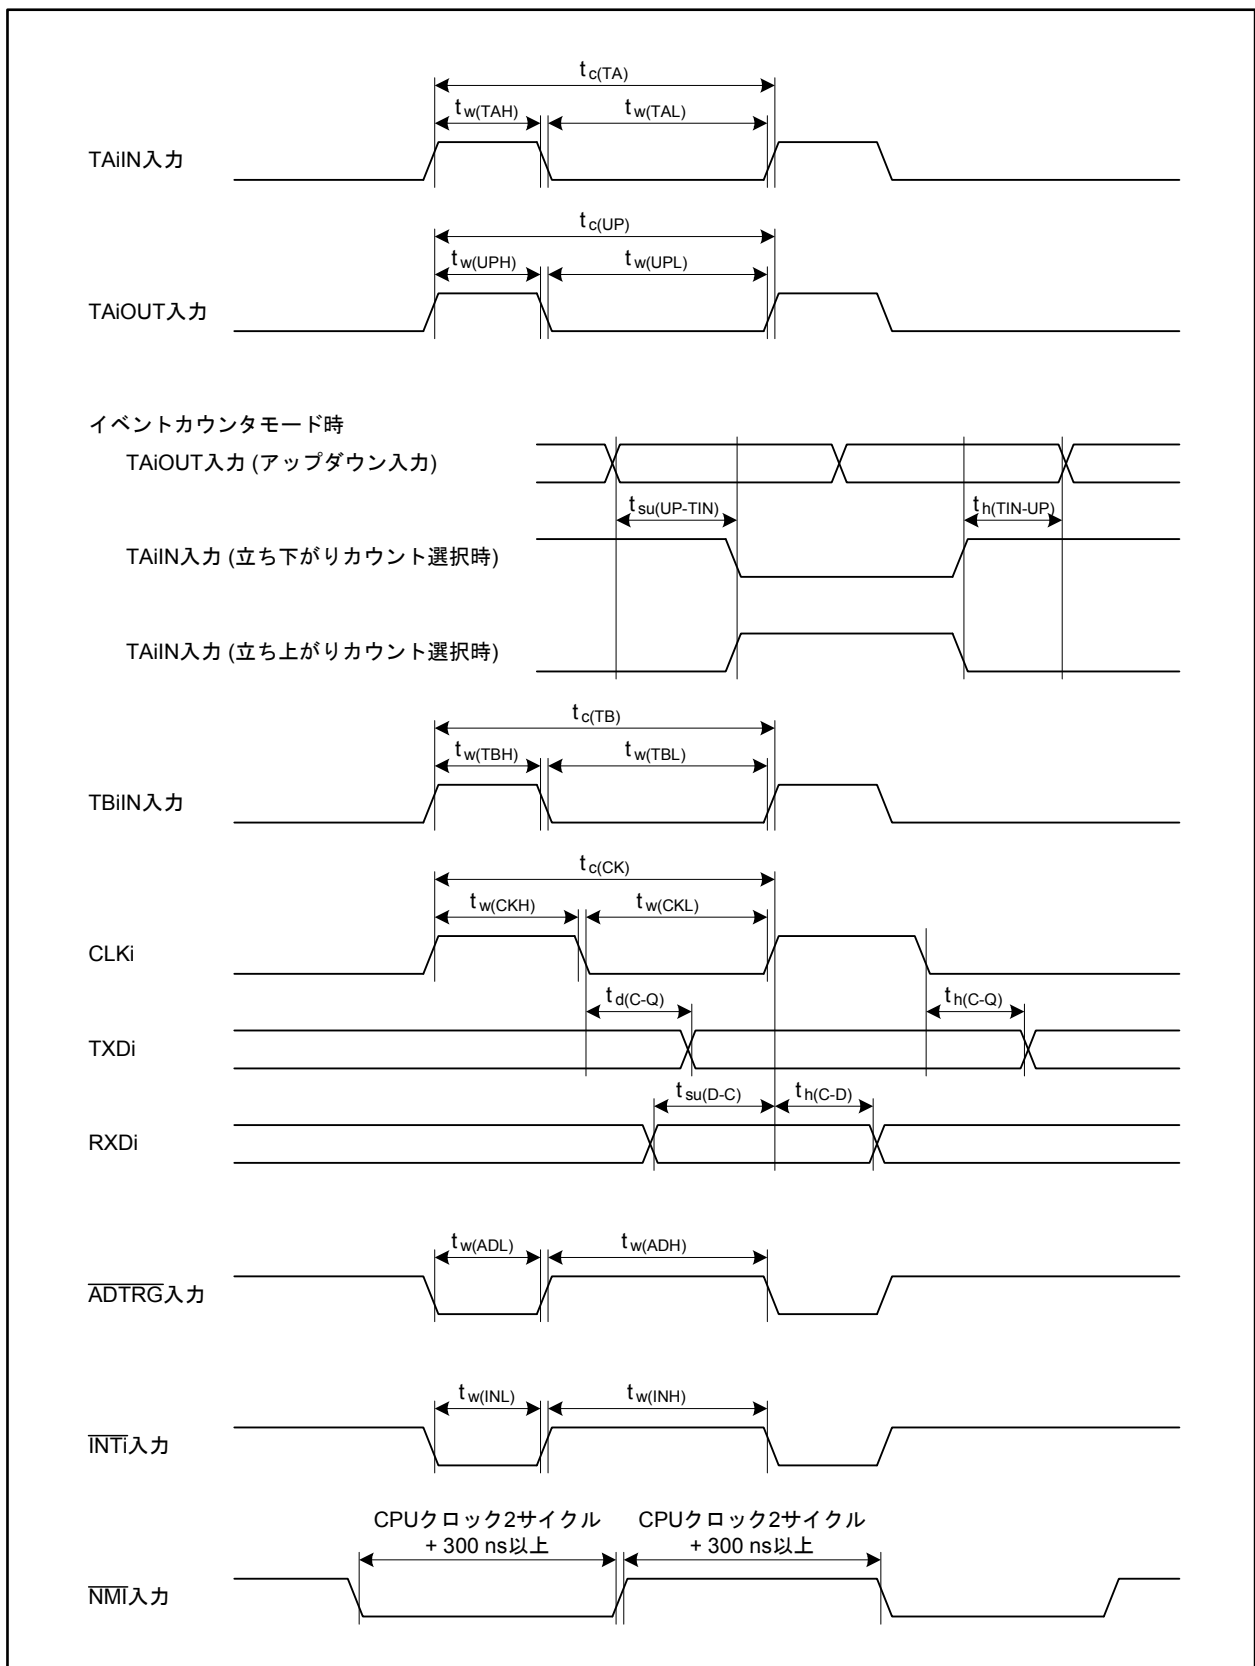 tc(TA)
tw(TAH) tw(TAL)
TAiIN入力
tc(UP)
tw(UPH) tw(UPL)
TAiOUT入力
イベントカウンタモード時
TAiOUT入力 (アップダウン入力)
tsu(UP-TIN) th(TIN-UP)
TAiIN入力 (立ち下がりカウント選択時)
TAiIN入力 (立ち上がりカウント選択時)
tc(TB)
tw(TBH) tw(TBL)
TBiIN入力
tc(CK)
tw(CKH) tw(CKL)
CLKi
td(C-Q) th(C-Q)
TXDi
tsu(D-C) th(C-D)
RXDi
tw(ADL) tw(ADH)
ADTRG入力
tw(INL) tw(INH)
INTi入力
CPUクロック2サイクル CPUクロック2サイクル
+ 300 ns以上 + 300 ns以上
NMI入力